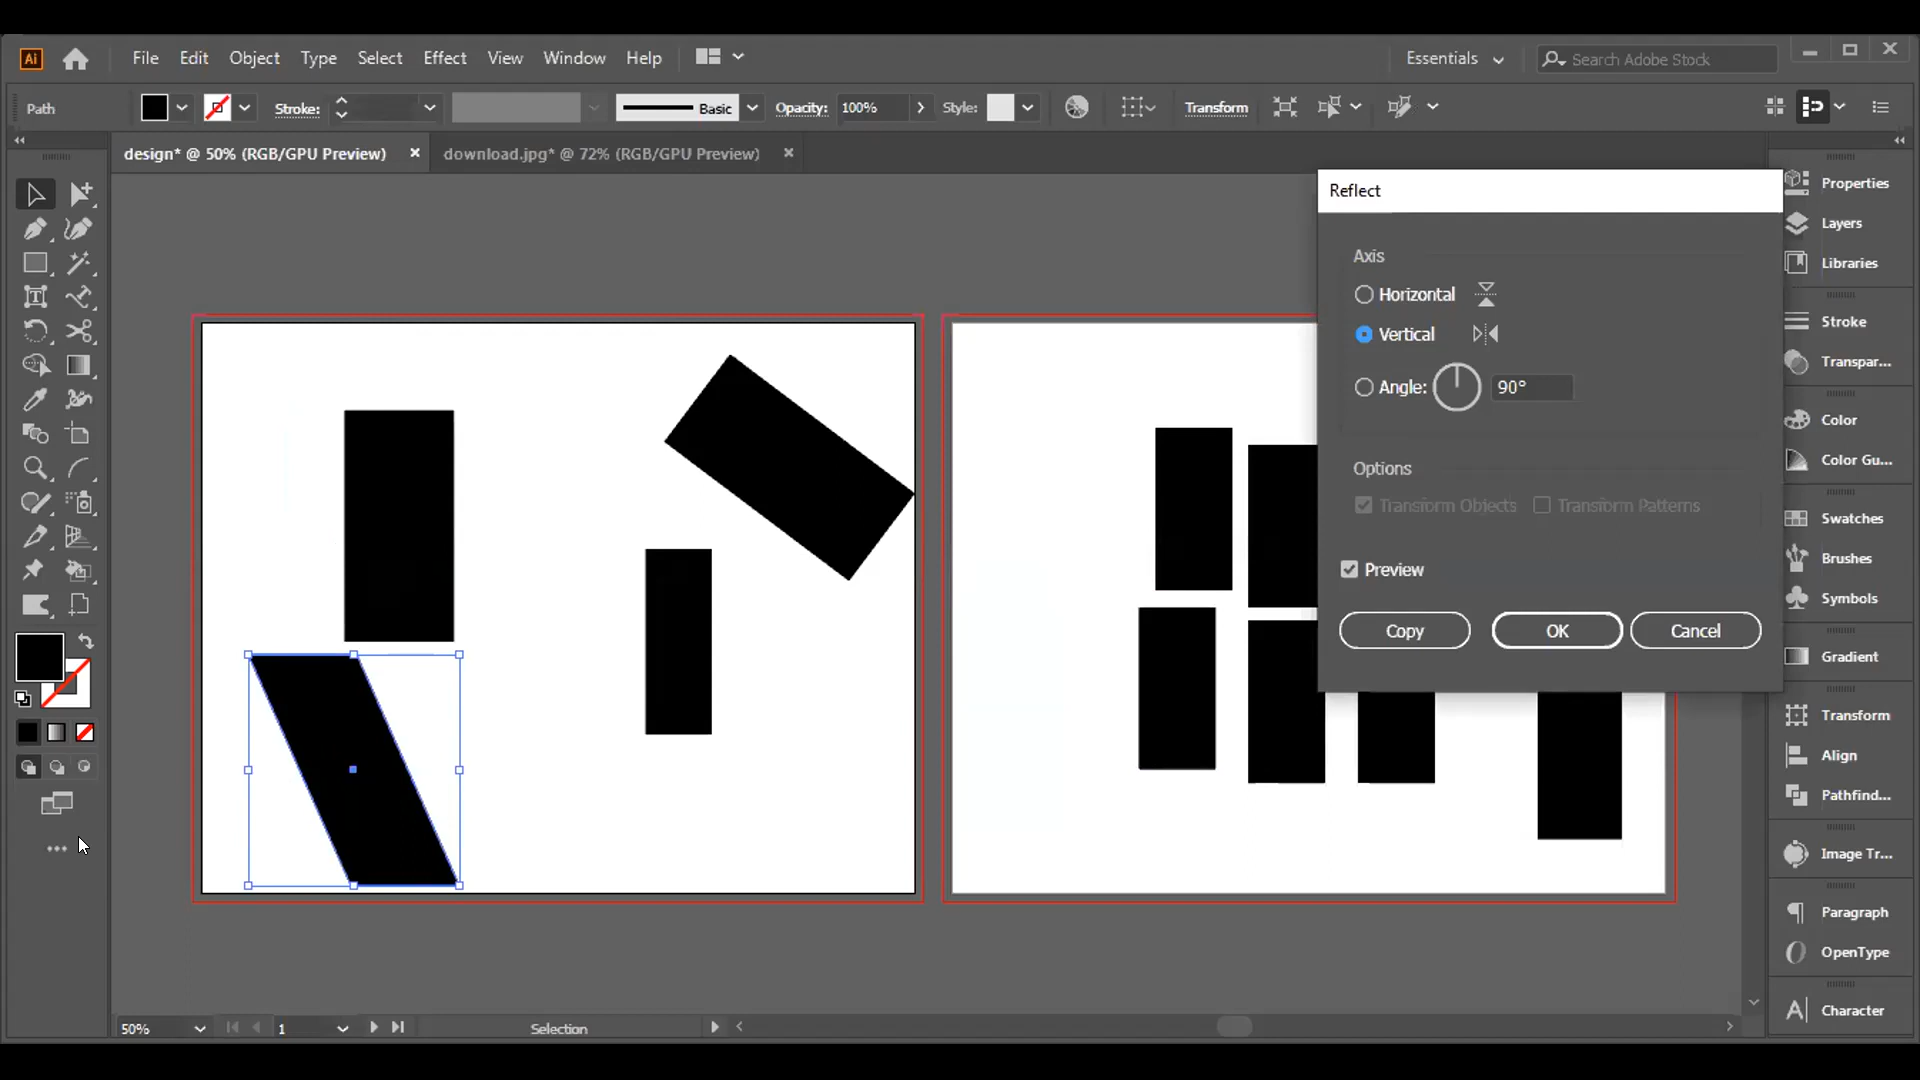 Ai File Edit Object Type Select Effect View Window Help Essentials Search Adobe Stock
Path Stroke: Basic Opacity: 100% Style: Transform
design* @ 50% (RGB/GPU Preview) × download.jpg* @ 72% (RGB/GPU Preview) ×
Reflect
Axis
Horizontal
Vertical
Angle: 90°
Options
Transform Objects Transform Patterns
Preview
Copy OK Cancel
Properties
Layers
Libraries
Stroke
Transpar...
Color
Color Gu...
Swatches
Brushes
Symbols
Gradient
Transform
Align
Pathfind...
Image Tr...
Paragraph
OpenType
Character
50% 1 Selection